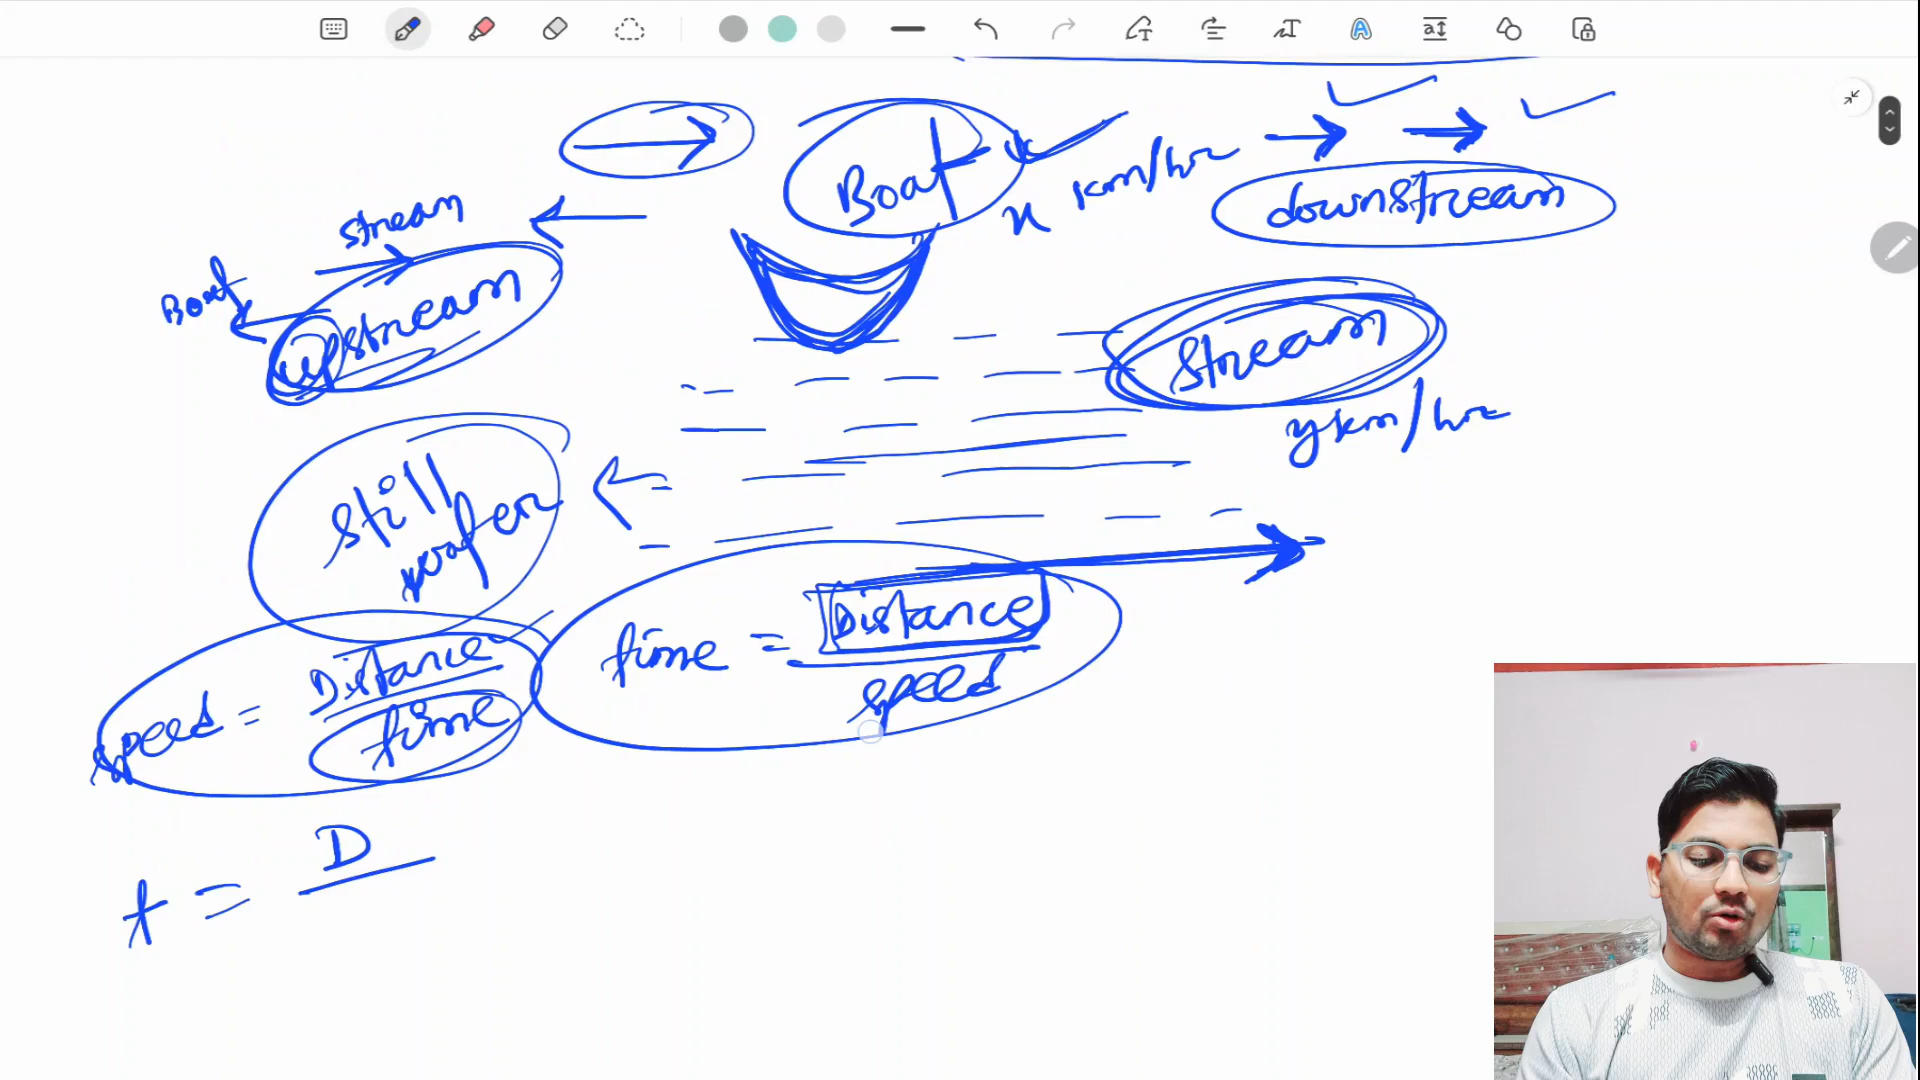 Boat
x km/hr
downstream
stream
Boat
upstream
stream
y km/hr
still
water
time = Distance
speed
speed = Distance
time
t = D